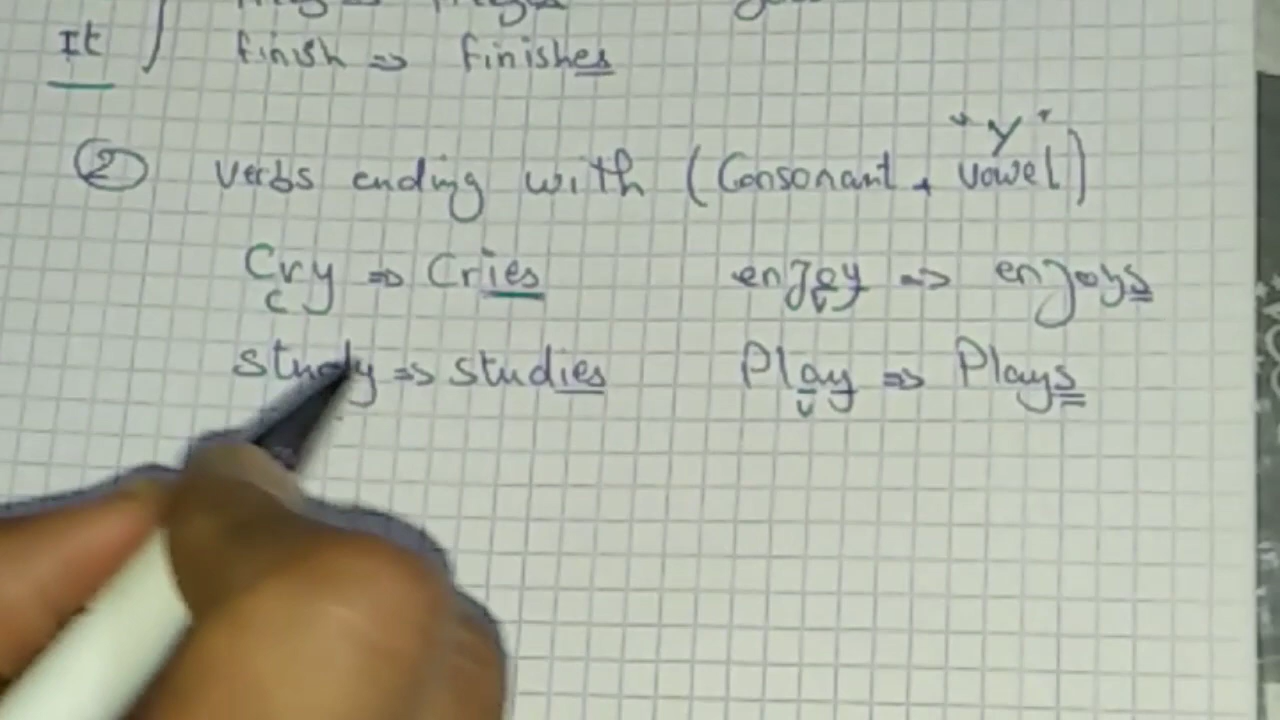 It finish => finishes
"y"
② Verbs ending with (Consonant + vowel)
Cry => Cries enjoy => enjoys
C v
study => studies Play => Plays
v